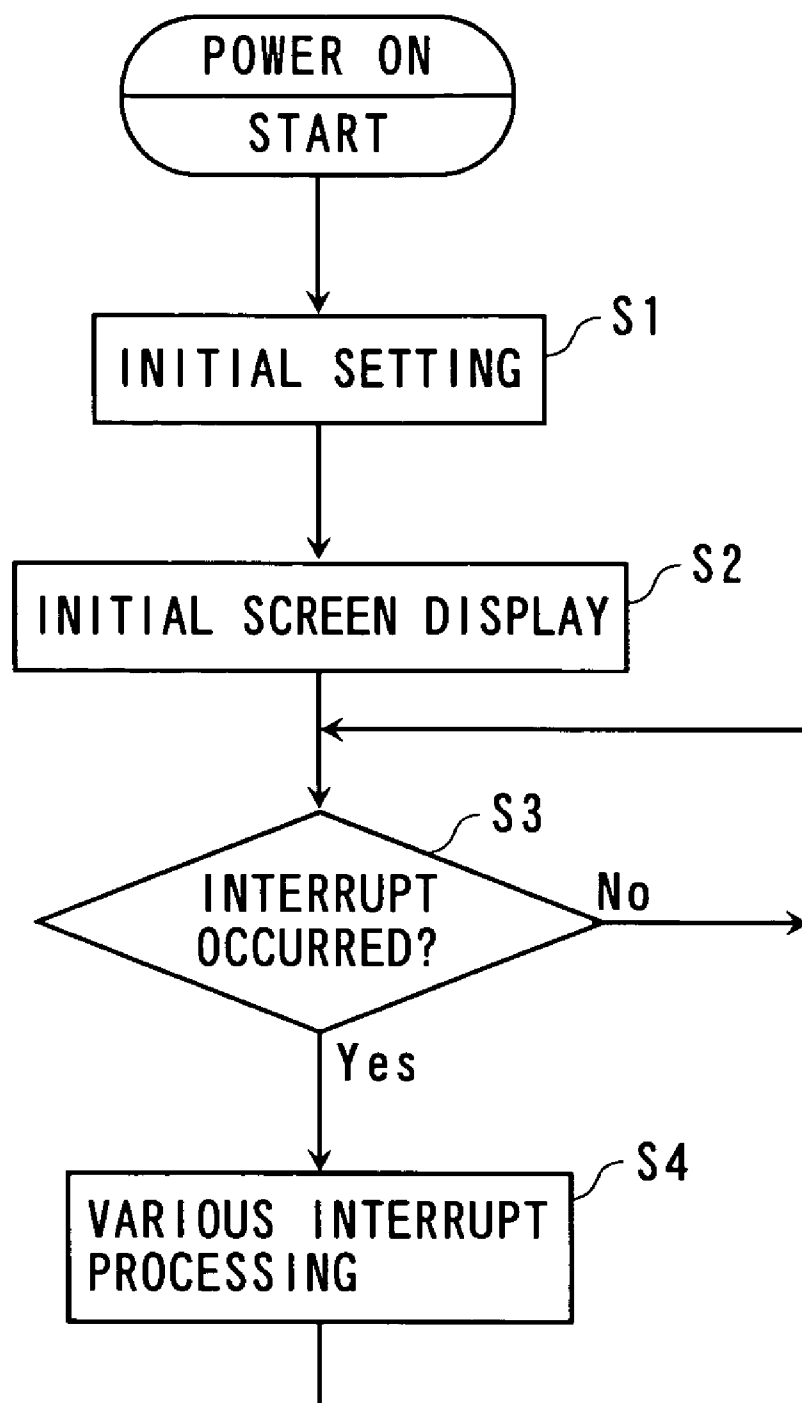 POWER ON
START
S1
INITIAL SETTING
S2
INITIAL SCREEN DISPLAY
S3
INTERRUPT
OCCURRED?
No
Yes
S4
VARIOUS INTERRUPT
PROCESSING